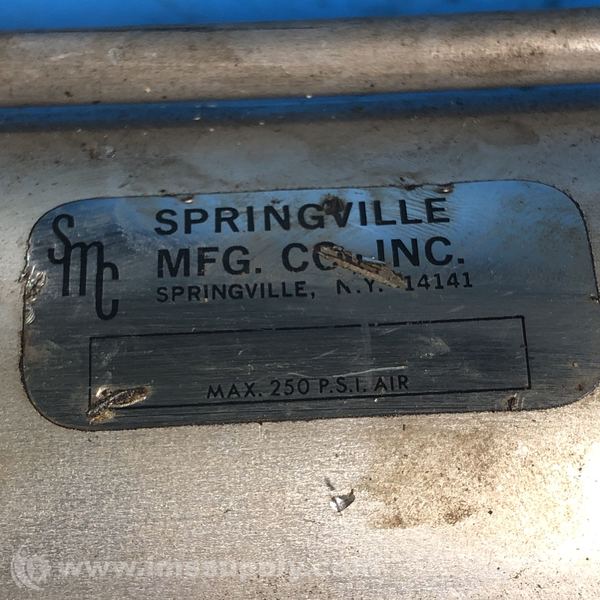 SMC
SPRINGVILLE
MFG. CO., INC.
SPRINGVILLE, N.Y. 14141
MAX. 250 P.S.I. AIR
www.imssupply.com